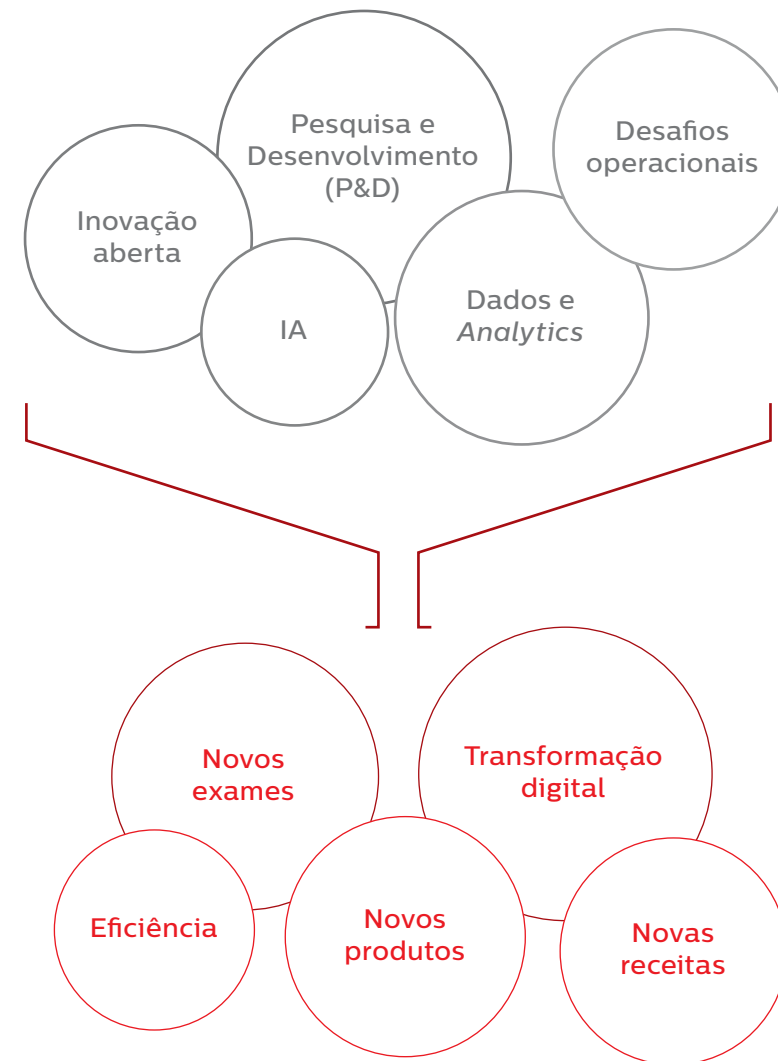 Pesquisa e
Desenvolvimento
(P&D)
Desafios
operacionais
Inovação
aberta
IA
Dados e
Analytics
Novos
exames
Transformação
digital
Eficiência
Novos
produtos
Novas
receitas